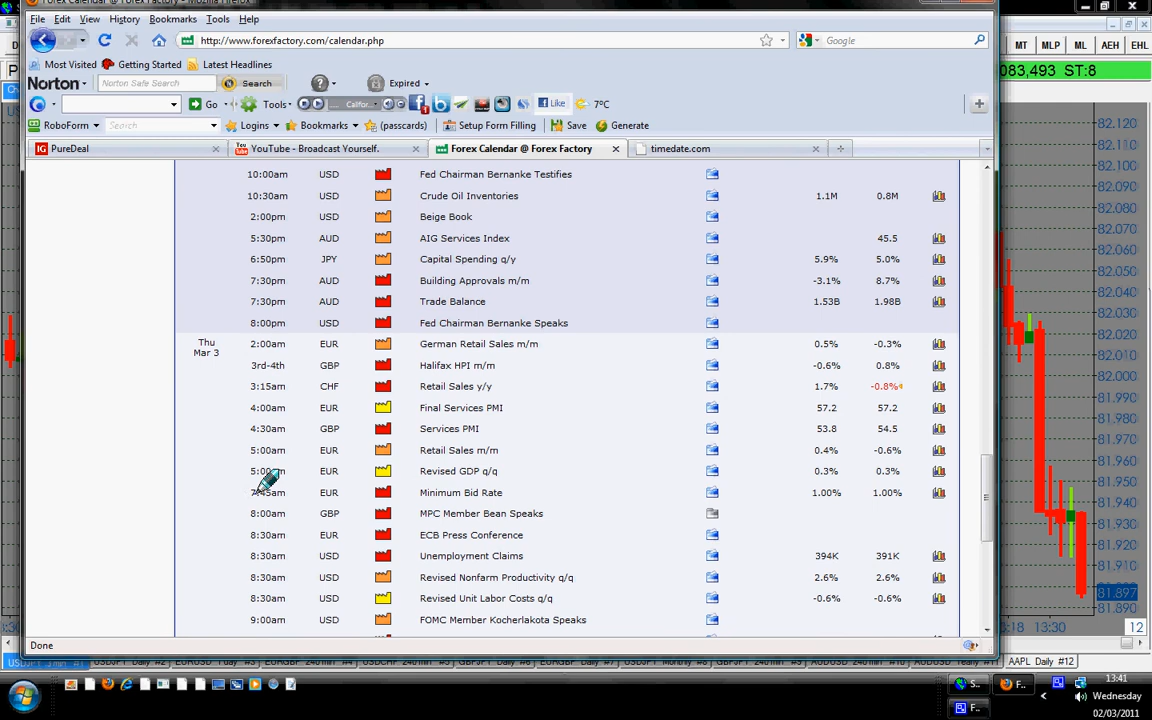 Forex Calendar @ Forex Factory - Mozilla Firefox
File Edit View History Bookmarks Tools Help
http://www.forexfactory.com/calendar.php Google
Most Visited Getting Started Latest Headlines
Norton Norton Safe Search Search Expired
Go Tools Califor Like 7°C
RoboForm Search Logins Bookmarks (passcards) Setup Form Filling Save Generate
PureDeal YouTube - Broadcast Yourself. Forex Calendar @ Forex Factory timedate.com
MT MLP ML AEH EHL
083,493 ST:8
10:00am USD Fed Chairman Bernanke Testifies
10:30am USD Crude Oil Inventories 1.1M 0.8M
2:00pm USD Beige Book
5:30pm AUD AIG Services Index 45.5
6:50pm JPY Capital Spending q/y 5.9% 5.0%
7:30pm AUD Building Approvals m/m -3.1% 8.7%
7:30pm AUD Trade Balance 1.53B 1.98B
8:00pm USD Fed Chairman Bernanke Speaks
Thu Mar 3 2:00am EUR German Retail Sales m/m 0.5% -0.3%
3rd-4th GBP Halifax HPI m/m -0.6% 0.8%
3:15am CHF Retail Sales y/y 1.7% -0.8%
4:00am EUR Final Services PMI 57.2 57.2
4:30am GBP Services PMI 53.8 54.5
5:00am EUR Retail Sales m/m 0.4% -0.6%
5:00am EUR Revised GDP q/q 0.3% 0.3%
7:45am EUR Minimum Bid Rate 1.00% 1.00%
8:00am GBP MPC Member Bean Speaks
8:30am EUR ECB Press Conference
8:30am USD Unemployment Claims 394K 391K
8:30am USD Revised Nonfarm Productivity q/q 2.6% 2.6%
8:30am USD Revised Unit Labor Costs q/q -0.6% -0.6%
9:00am USD FOMC Member Kocherlakota Speaks
82.120
82.110
82.100
82.090
82.080
82.070
82.060
82.050
82.040
82.030
82.020
82.010
82.000
81.990
81.980
81.970
81.960
81.950
81.940
81.930
81.920
81.910
81.897
81.890
:18 13:30 12
Done
AAPL Daily #12
S.. F..
F..
13:41
Wednesday
02/03/2011